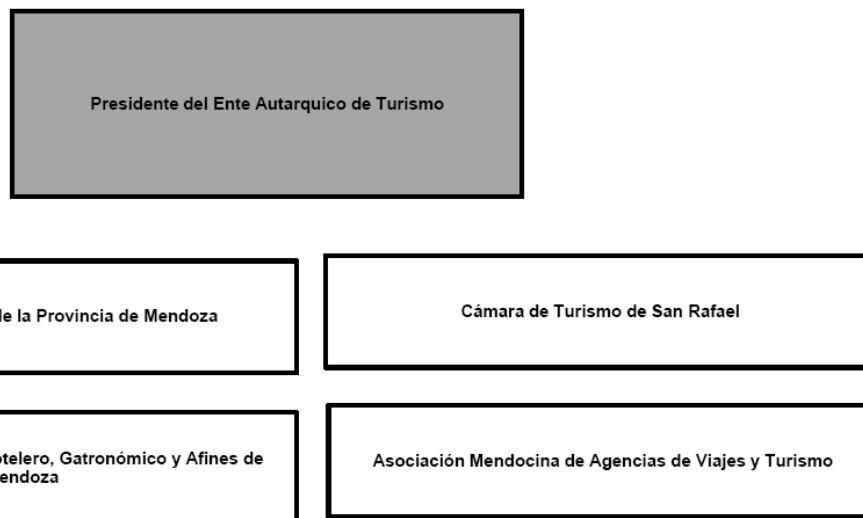 Presidente del Ente Autarquico de Turismo
de la Provincia de Mendoza
Cámara de Turismo de San Rafael
otelero, Gatronómico y Afines de
endoza
Asociación Mendocina de Agencias de Viajes y Turismo